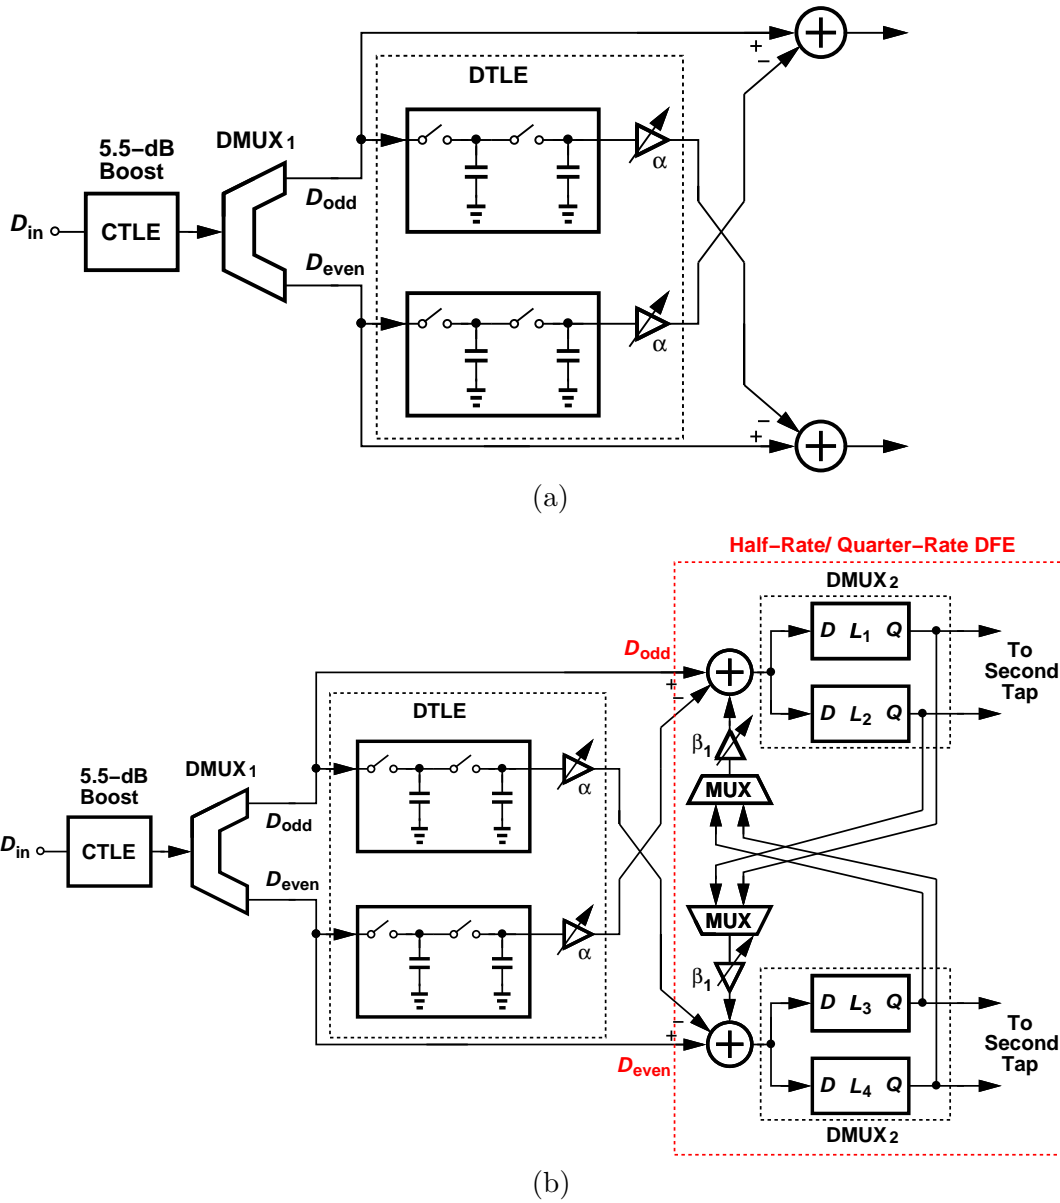 DTLE
+
−
5.5−dB
Boost
DMUX1
α
Dodd
Din
CTLE
Deven
α
−
+
(a)
Half−Rate/ Quarter−Rate DFE
DMUX2
D L1 Q
To
Second
Tap
Dodd
+
−
D L2 Q
DTLE
β1
5.5−dB
Boost
DMUX1
α
MUX
Dodd
Din
CTLE
Deven
MUX
α
β1
D L3 Q
−
+
To
Second
Tap
Deven
D L4 Q
DMUX2
(b)